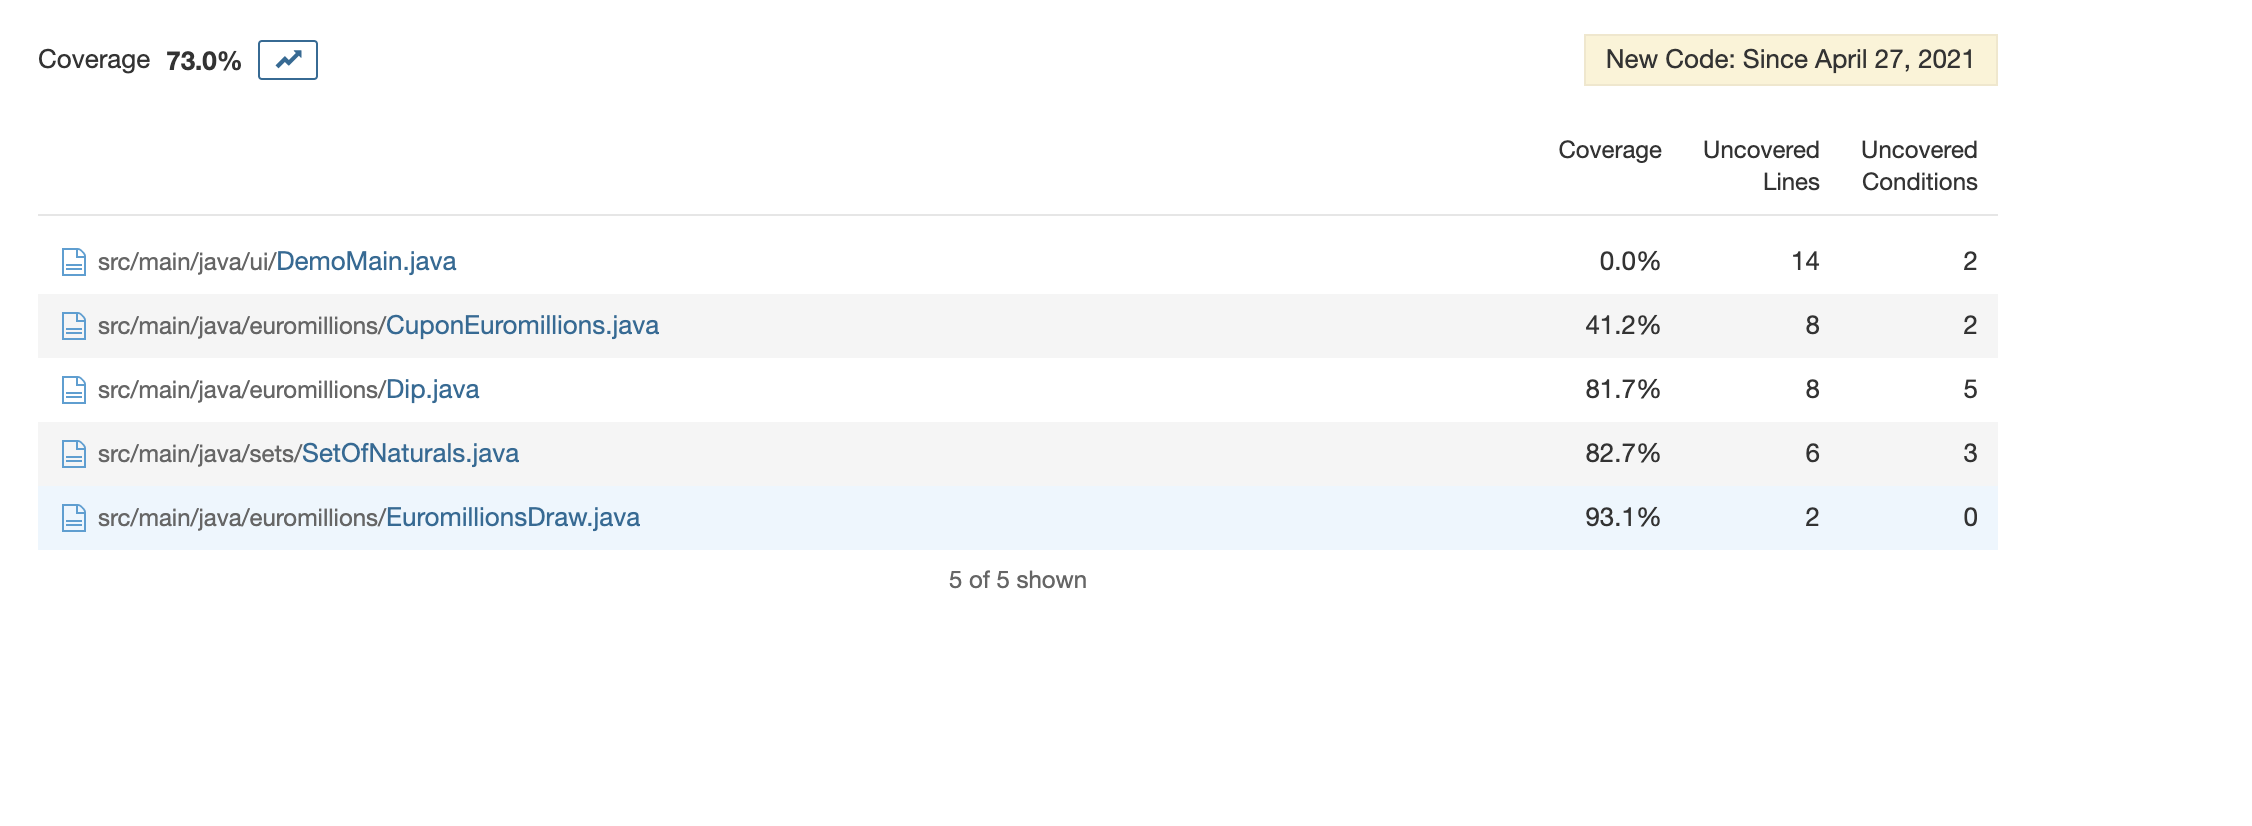 Coverage 73.0% New Code: Since April 27, 2021
Coverage Uncovered Lines Uncovered Conditions
src/main/java/ui/DemoMain.java 0.0% 14 2
src/main/java/euromillions/CuponEuromillions.java 41.2% 8 2
src/main/java/euromillions/Dip.java 81.7% 8 5
src/main/java/sets/SetOfNaturals.java 82.7% 6 3
src/main/java/euromillions/EuromillionsDraw.java 93.1% 2 0
5 of 5 shown